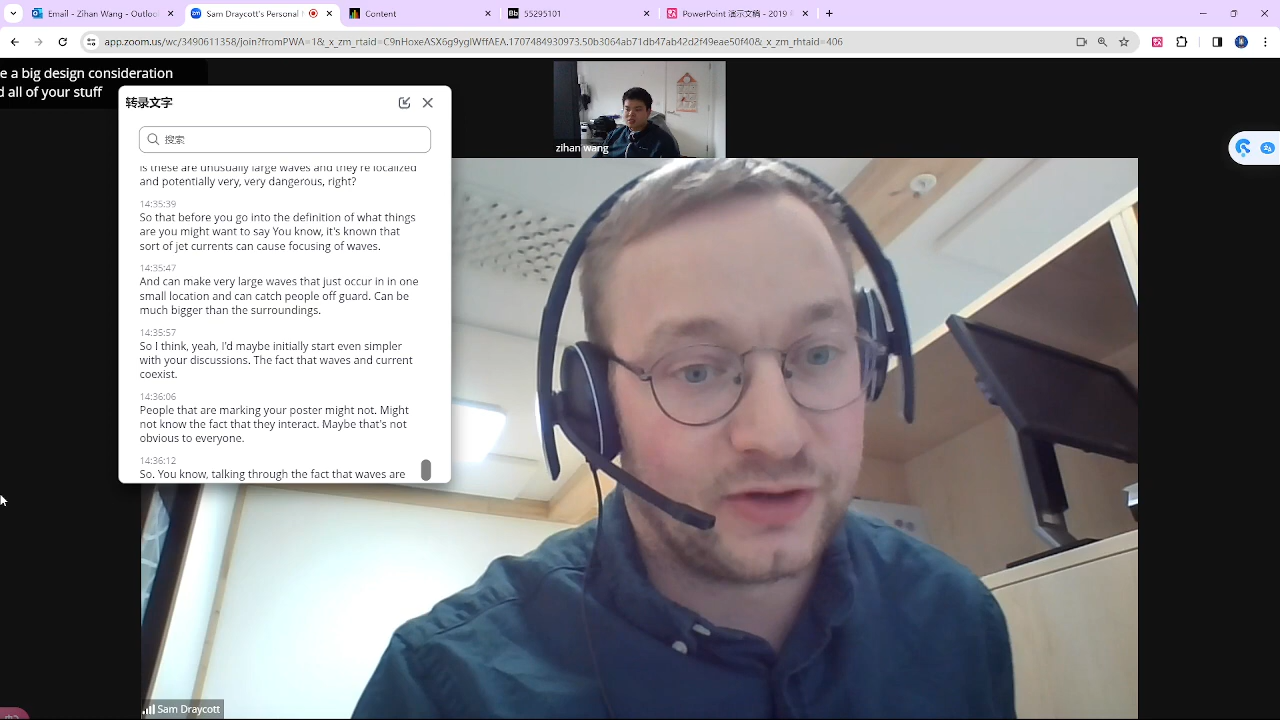 Email - Zihan Wang - Outloo
Sam Draycott's Personal
Content
Bb 55295101
PowerPoint 演示文稿 - 2019
app.zoom.us/wc/3490611358/join?fromPWA=1&_x_zm_rtaid=C9nHoxeASX6g9ygIWffAEA.1707484930973.50b3064ab71db47ab42d2f49eae50f40&_x_zm_rhtaid=406
e a big design consideration
d all of your stuff
转录文字
搜索
is these are unusually large waves and they're localized
and potentially very, very dangerous, right?
14:35:39
So that before you go into the definition of what things
are you might want to say You know, it's known that
sort of jet currents can cause focusing of waves.
14:35:47
And can make very large waves that just occur in in one
small location and can catch people off guard. Can be
much bigger than the surroundings.
14:35:57
So I think, yeah, I'd maybe initially start even simpler
with your discussions. The fact that waves and current
coexist.
14:36:06
People that are marking your poster might not. Might
not know the fact that they interact. Maybe that's not
obvious to everyone.
14:36:12
So. You know, talking through the fact that waves are
zihan wang
Sam Draycott